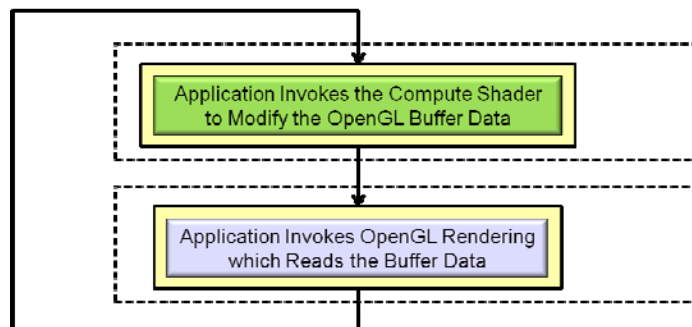 Application Invokes the Compute Shader
to Modify the OpenGL Buffer Data
Application Invokes OpenGL Rendering
which Reads the Buffer Data